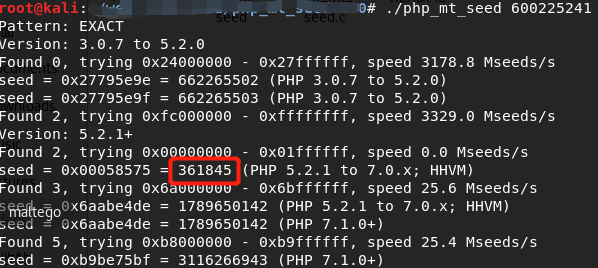 root@kali:/ seed /php_mt_seed seed.c 0# ./php_mt_seed 600225241
Pattern: EXACT
Version: 3.0.7 to 5.2.0
Found 0, trying 0x24000000 - 0x27ffffff, speed 3178.8 Mseeds/s
seed = 0x27795e9e = 662265502 (PHP 3.0.7 to 5.2.0)
seed = 0x27795e9f = 662265503 (PHP 3.0.7 to 5.2.0)
Found 2, trying 0xfc000000 - 0xffffffff, speed 3329.0 Mseeds/s
Version: 5.2.1+
Found 2, trying 0x00000000 - 0x01ffffff, speed 0.0 Mseeds/s
seed = 0x00058575 = 361845 (PHP 5.2.1 to 7.0.x; HHVM)
Found 3, trying 0x6a000000 - 0x6bffffff, speed 25.6 Mseeds/s
seed = 0x6aabe4de = 1789650142 (PHP 5.2.1 to 7.0.x; HHVM)
maltego
seed = 0x6aabe4de = 1789650142 (PHP 7.1.0+)
Found 5, trying 0xb8000000 - 0xb9ffffff, speed 25.4 Mseeds/s
seed = 0xb9be75bf = 3116266943 (PHP 7.1.0+)